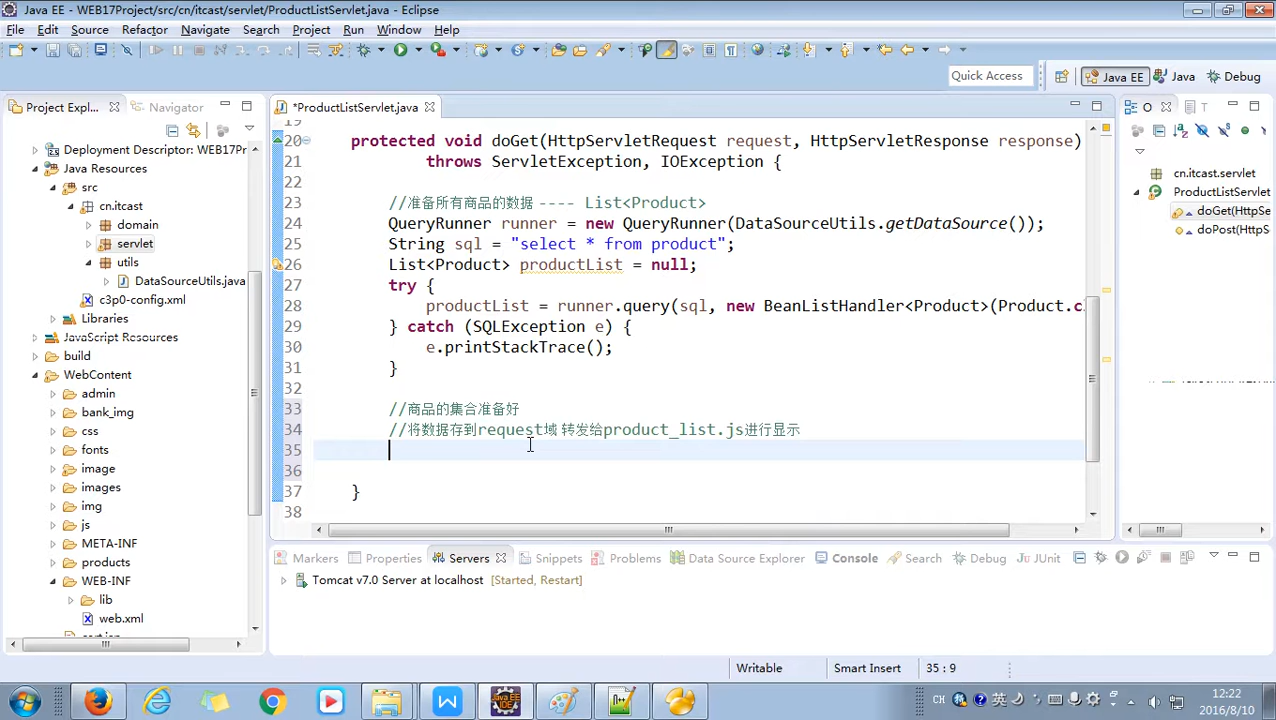 Java EE - WEB17Project/src/cn/itcast/servlet/ProductListServlet.java - Eclipse
File Edit Source Refactor Navigate Search Project Run Window Help
Quick Access Java EE Java Debug
Project Expl... Navigator
Deployment Descriptor: WEB17Pr
Java Resources
src
cn.itcast
domain
servlet
utils
DataSourceUtils.java
c3p0-config.xml
Libraries
JavaScript Resources
build
WebContent
admin
bank_img
css
fonts
image
images
img
js
META-INF
products
WEB-INF
lib
web.xml
*ProductListServlet.java
19
20 protected void doGet(HttpServletRequest request, HttpServletResponse response)
21 throws ServletException, IOException {
22
23 //准备所有商品的数据 ---- List<Product>
24 QueryRunner runner = new QueryRunner(DataSourceUtils.getDataSource());
25 String sql = "select * from product";
26 List<Product> productList = null;
27 try {
28 productList = runner.query(sql, new BeanListHandler<Product>(Product.c
29 } catch (SQLException e) {
30 e.printStackTrace();
31 }
32
33 //商品的集合准备好
34 //将数据存到request域 转发给product_list.js进行显示
35
36
37 }
38
O T
cn.itcast.servlet
ProductListServlet
doGet(HttpSe
doPost(HttpS
Markers Properties Servers Snippets Problems Data Source Explorer Console Search Debug JUnit
Tomcat v7.0 Server at localhost [Started, Restart]
Writable Smart Insert 35 : 9
CH 英 12:22
2016/8/10